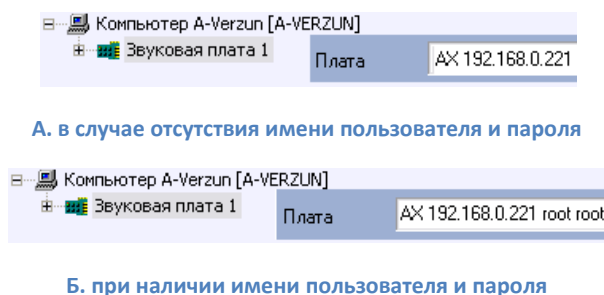 Компьютер A-Verzun [A-VERZUN]
Звуковая плата 1 Плата AX 192.168.0.221
А. в случае отсутствия имени пользователя и пароля
Компьютер A-Verzun [A-VERZUN]
Звуковая плата 1 Плата AX 192.168.0.221 root root
Б. при наличии имени пользователя и пароля